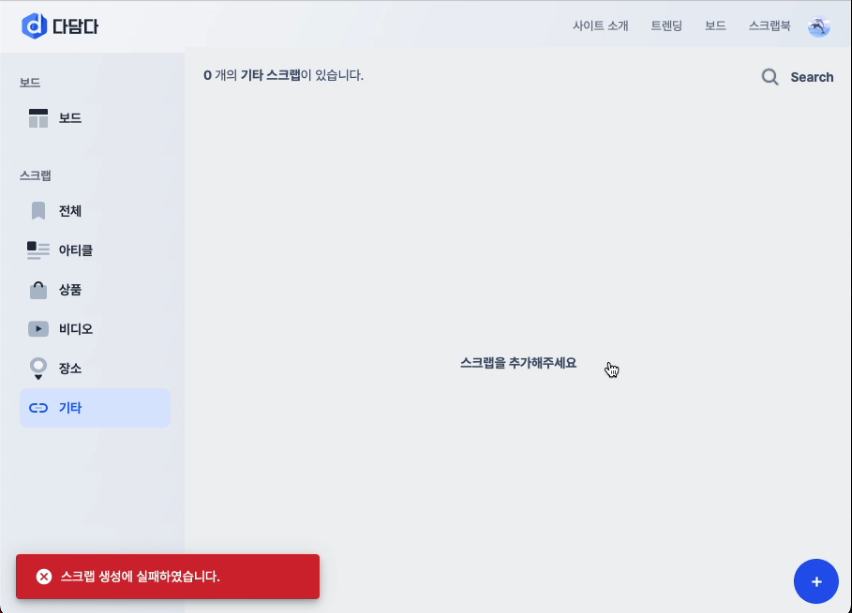 다담다
사이트 소개
트렌딩
보드
스크랩북
보드
보드
스크랩
전체
아티클
상품
비디오
장소
기타
0 개의 기타 스크랩이 있습니다.
Search
스크랩을 추가해주세요
스크랩 생성에 실패하였습니다.
+